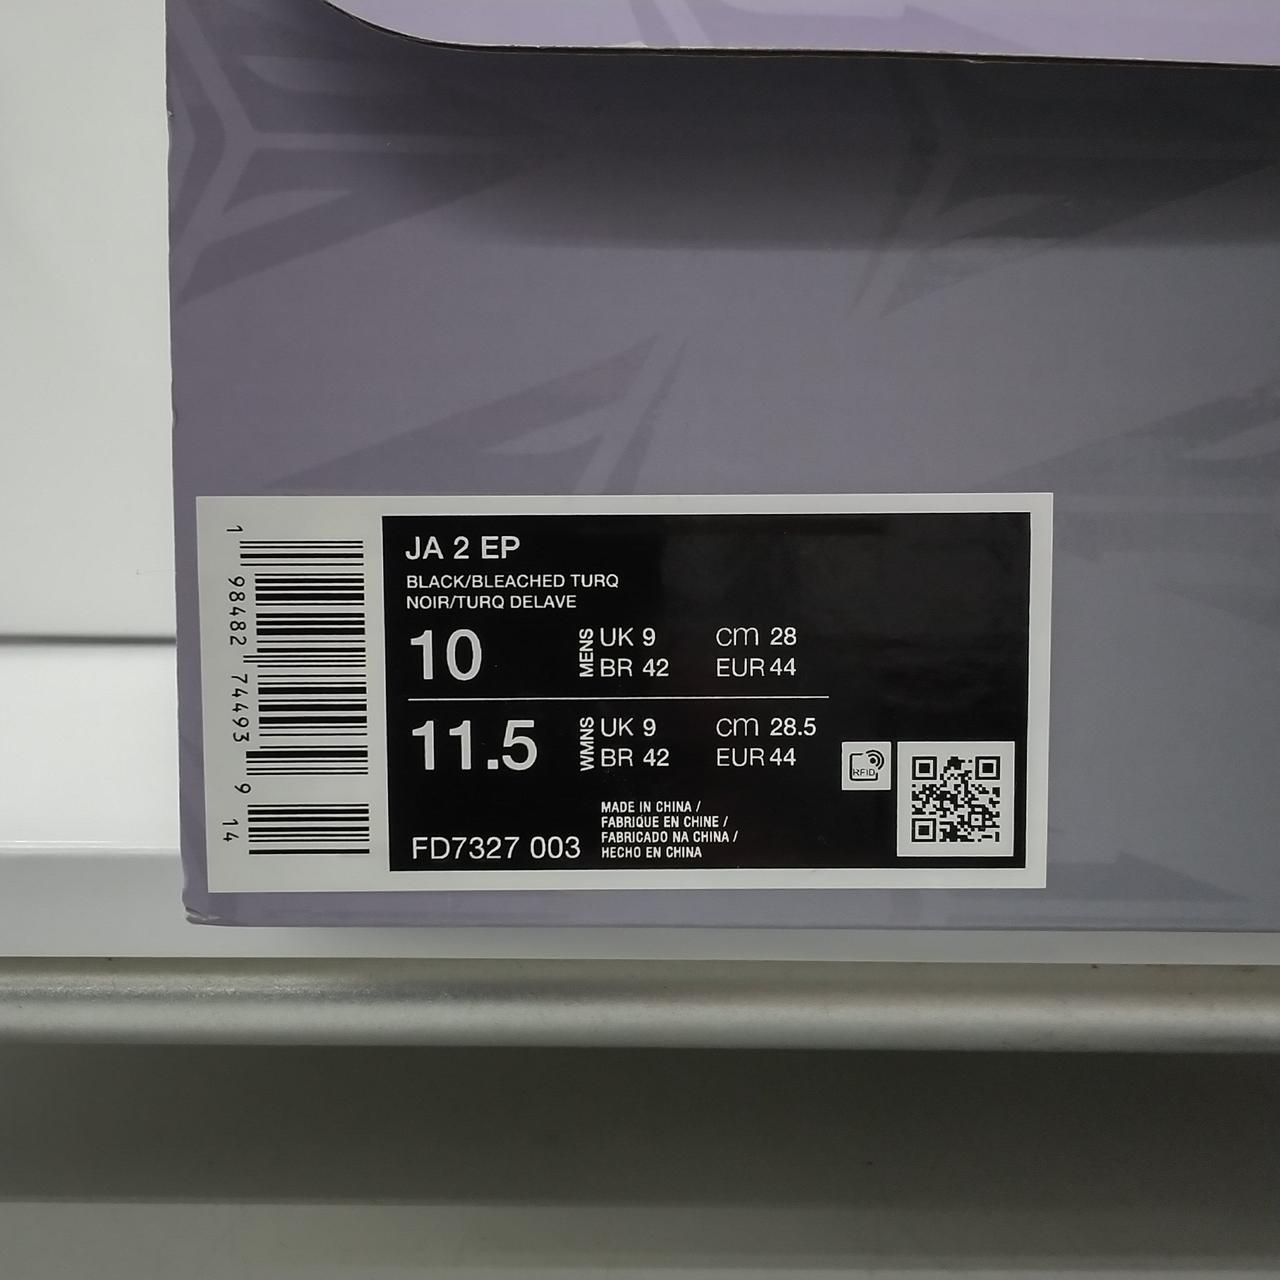 JA 2 EP
BLACK/BLEACHED TURQ
NOIR/TURQ DELAVE
10 MENS UK 9 cm 28
BR 42 EUR 44
11.5 WMNS UK 9 cm 28.5
BR 42 EUR 44
RFID
MADE IN CHINA /
FABRIQUE EN CHINE /
FABRICADO NA CHINA /
HECHO EN CHINA
FD7327 003
1 98482 74493 9 14